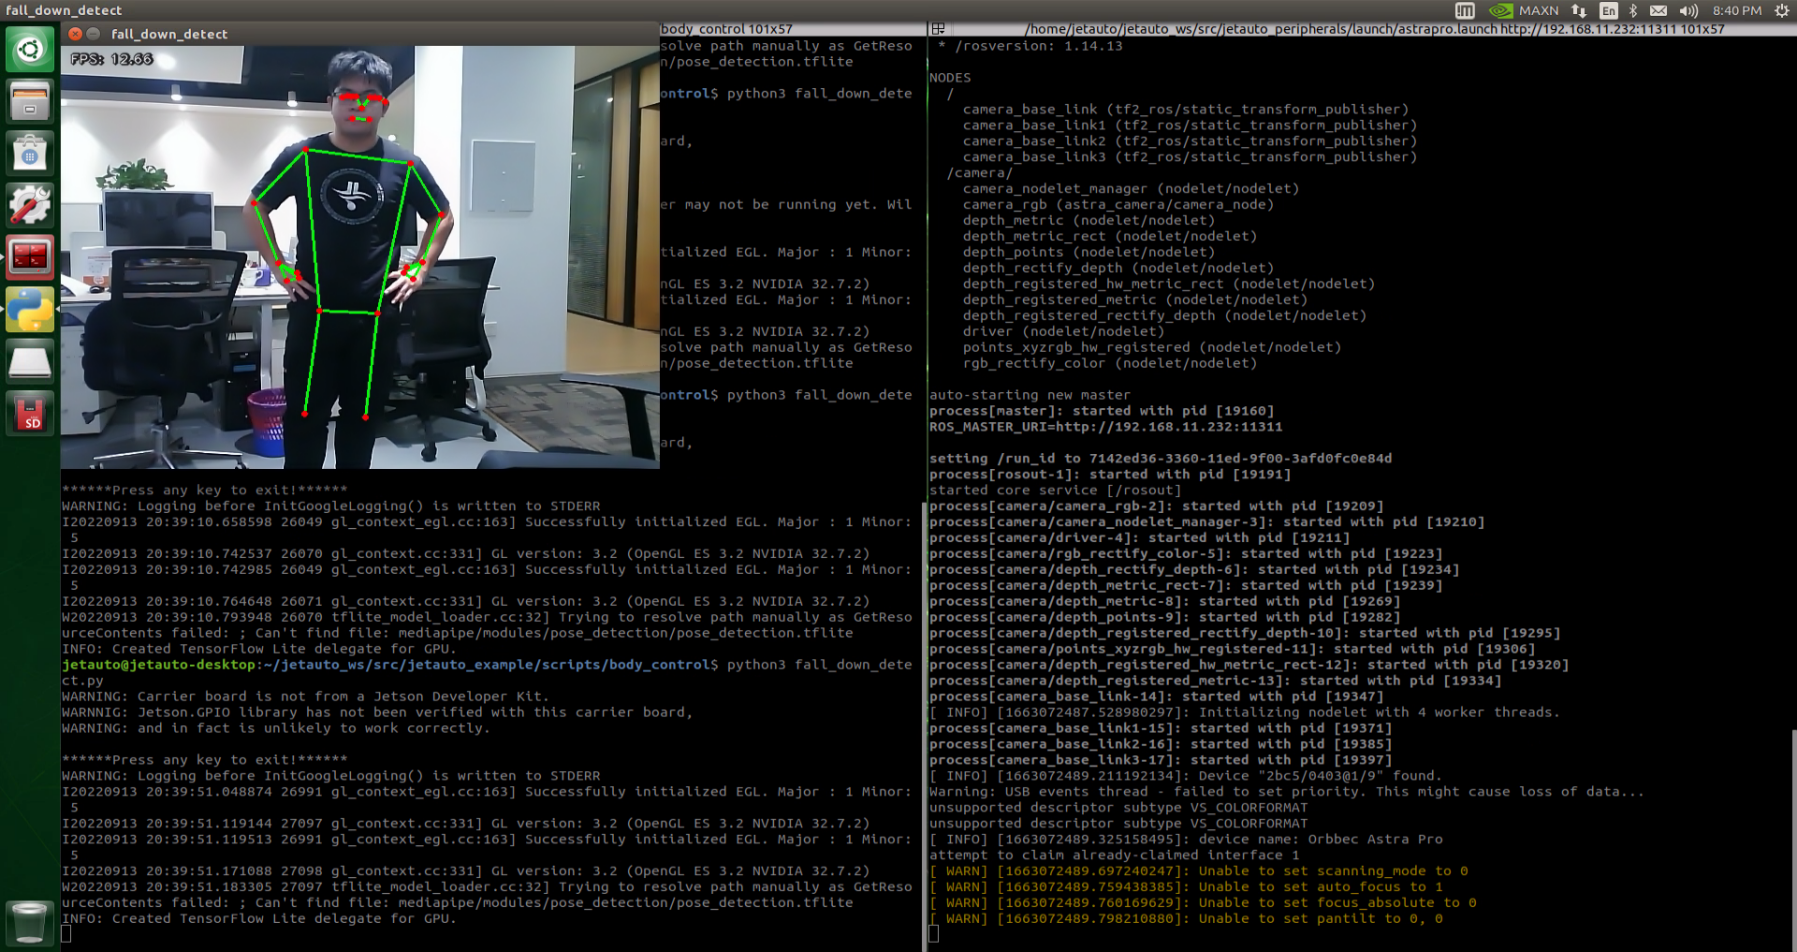 fall_down_detect
MAXN
En
8:40 PM
fall_down_detect
FPS: 12.66
SD
body_control 101x57
solve path manually as GetReso
n/pose_detection.tflite
ontrol$ python3 fall_down_dete
ard,
er may not be running yet. Wil
tialized EGL. Major : 1 Minor:
nGL ES 3.2 NVIDIA 32.7.2)
tialized EGL. Major : 1 Minor:
nGL ES 3.2 NVIDIA 32.7.2)
solve path manually as GetReso
n/pose_detection.tflite
ontrol$ python3 fall_down_dete
ard,
******Press any key to exit!******
WARNING: Logging before InitGoogleLogging() is written to STDERR
I20220913 20:39:10.658598 26049 gl_context_egl.cc:163] Successfully initialized EGL. Major : 1 Minor:
5
I20220913 20:39:10.742537 26070 gl_context.cc:331] GL version: 3.2 (OpenGL ES 3.2 NVIDIA 32.7.2)
I20220913 20:39:10.742985 26049 gl_context_egl.cc:163] Successfully initialized EGL. Major : 1 Minor:
5
I20220913 20:39:10.764648 26071 gl_context.cc:331] GL version: 3.2 (OpenGL ES 3.2 NVIDIA 32.7.2)
W20220913 20:39:10.793948 26070 tflite_model_loader.cc:32] Trying to resolve path manually as GetReso
urceContents failed: ; Can't find file: mediapipe/modules/pose_detection/pose_detection.tflite
INFO: Created TensorFlow Lite delegate for GPU.
jetauto@jetauto-desktop:~/jetauto_ws/src/jetauto_example/scripts/body_control$ python3 fall_down_dete
ct.py
WARNING: Carrier board is not from a Jetson Developer Kit.
WARNNIG: Jetson.GPIO library has not been verified with this carrier board,
WARNING: and in fact is unlikely to work correctly.
******Press any key to exit!******
WARNING: Logging before InitGoogleLogging() is written to STDERR
I20220913 20:39:51.048874 26991 gl_context_egl.cc:163] Successfully initialized EGL. Major : 1 Minor:
5
I20220913 20:39:51.119144 27097 gl_context.cc:331] GL version: 3.2 (OpenGL ES 3.2 NVIDIA 32.7.2)
I20220913 20:39:51.119513 26991 gl_context_egl.cc:163] Successfully initialized EGL. Major : 1 Minor:
5
I20220913 20:39:51.171088 27098 gl_context.cc:331] GL version: 3.2 (OpenGL ES 3.2 NVIDIA 32.7.2)
W20220913 20:39:51.183305 27097 tflite_model_loader.cc:32] Trying to resolve path manually as GetReso
urceContents failed: ; Can't find file: mediapipe/modules/pose_detection/pose_detection.tflite
INFO: Created TensorFlow Lite delegate for GPU.
/home/jetauto/jetauto_ws/src/jetauto_peripherals/launch/astrapro.launch http://192.168.11.232:11311 101x57
* /rosversion: 1.14.13
NODES
/
camera_base_link (tf2_ros/static_transform_publisher)
camera_base_link1 (tf2_ros/static_transform_publisher)
camera_base_link2 (tf2_ros/static_transform_publisher)
camera_base_link3 (tf2_ros/static_transform_publisher)
/camera/
camera_nodelet_manager (nodelet/nodelet)
camera_rgb (astra_camera/camera_node)
depth_metric (nodelet/nodelet)
depth_metric_rect (nodelet/nodelet)
depth_points (nodelet/nodelet)
depth_rectify_depth (nodelet/nodelet)
depth_registered_hw_metric_rect (nodelet/nodelet)
depth_registered_metric (nodelet/nodelet)
depth_registered_rectify_depth (nodelet/nodelet)
driver (nodelet/nodelet)
points_xyzrgb_hw_registered (nodelet/nodelet)
rgb_rectify_color (nodelet/nodelet)
auto-starting new master
process[master]: started with pid [19160]
ROS_MASTER_URI=http://192.168.11.232:11311
setting /run_id to 7142ed36-3360-11ed-9f00-3afd0fc0e84d
process[rosout-1]: started with pid [19191]
started core service [/rosout]
process[camera/camera_rgb-2]: started with pid [19209]
process[camera/camera_nodelet_manager-3]: started with pid [19210]
process[camera/driver-4]: started with pid [19211]
process[camera/rgb_rectify_color-5]: started with pid [19223]
process[camera/depth_rectify_depth-6]: started with pid [19234]
process[camera/depth_metric_rect-7]: started with pid [19239]
process[camera/depth_metric-8]: started with pid [19269]
process[camera/depth_points-9]: started with pid [19282]
process[camera/depth_registered_rectify_depth-10]: started with pid [19295]
process[camera/points_xyzrgb_hw_registered-11]: started with pid [19306]
process[camera/depth_registered_hw_metric_rect-12]: started with pid [19320]
process[camera/depth_registered_metric-13]: started with pid [19334]
process[camera_base_link-14]: started with pid [19347]
[ INFO] [1663072487.528980297]: Initializing nodelet with 4 worker threads.
process[camera_base_link1-15]: started with pid [19371]
process[camera_base_link2-16]: started with pid [19385]
process[camera_base_link3-17]: started with pid [19397]
[ INFO] [1663072489.211192134]: Device "2bc5/0403@1/9" found.
Warning: USB events thread - failed to set priority. This might cause loss of data...
unsupported descriptor subtype VS_COLORFORMAT
unsupported descriptor subtype VS_COLORFORMAT
[ INFO] [1663072489.325158495]: device name: Orbbec Astra Pro
attempt to claim already-claimed interface 1
[ WARN] [1663072489.697240247]: Unable to set scanning_mode to 0
[ WARN] [1663072489.759438385]: Unable to set auto_focus to 1
[ WARN] [1663072489.760169629]: Unable to set focus_absolute to 0
[ WARN] [1663072489.798210880]: Unable to set pantilt to 0, 0